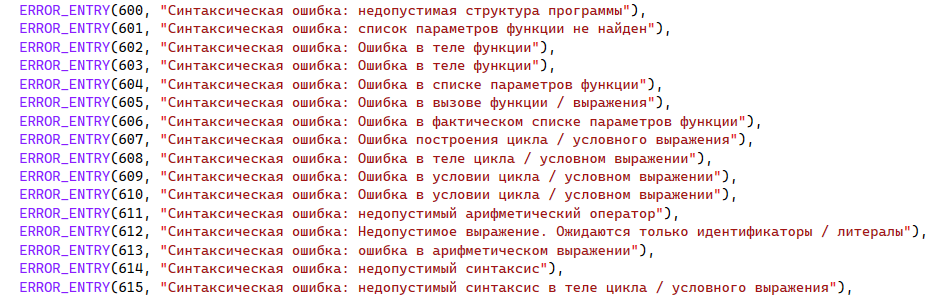 ERROR_ENTRY(600, "Синтаксическая ошибка: недопустимая структура программы"),
ERROR_ENTRY(601, "Синтаксическая ошибка: список параметров функции не найден"),
ERROR_ENTRY(602, "Синтаксическая ошибка: Ошибка в теле функции"),
ERROR_ENTRY(603, "Синтаксическая ошибка: Ошибка в теле функции"),
ERROR_ENTRY(604, "Синтаксическая ошибка: Ошибка в списке параметров функции"),
ERROR_ENTRY(605, "Синтаксическая ошибка: Ошибка в вызове функции / выражения"),
ERROR_ENTRY(606, "Синтаксическая ошибка: Ошибка в фактическом списке параметров функции"),
ERROR_ENTRY(607, "Синтаксическая ошибка: Ошибка построения цикла / условного выражения"),
ERROR_ENTRY(608, "Синтаксическая ошибка: Ошибка в теле цикла / условном выражении"),
ERROR_ENTRY(609, "Синтаксическая ошибка: Ошибка в условии цикла / условном выражении"),
ERROR_ENTRY(610, "Синтаксическая ошибка: Ошибка в условии цикла / условном выражении"),
ERROR_ENTRY(611, "Синтаксическая ошибка: недопустимый арифметический оператор"),
ERROR_ENTRY(612, "Синтаксическая ошибка: Недопустимое выражение. Ожидаются только идентификаторы / литералы"),
ERROR_ENTRY(613, "Синтаксическая ошибка: ошибка в арифметическом выражении"),
ERROR_ENTRY(614, "Синтаксическая ошибка: недопустимый синтаксис"),
ERROR_ENTRY(615, "Синтаксическая ошибка: недопустимый синтаксис в теле цикла / условного выражения"),